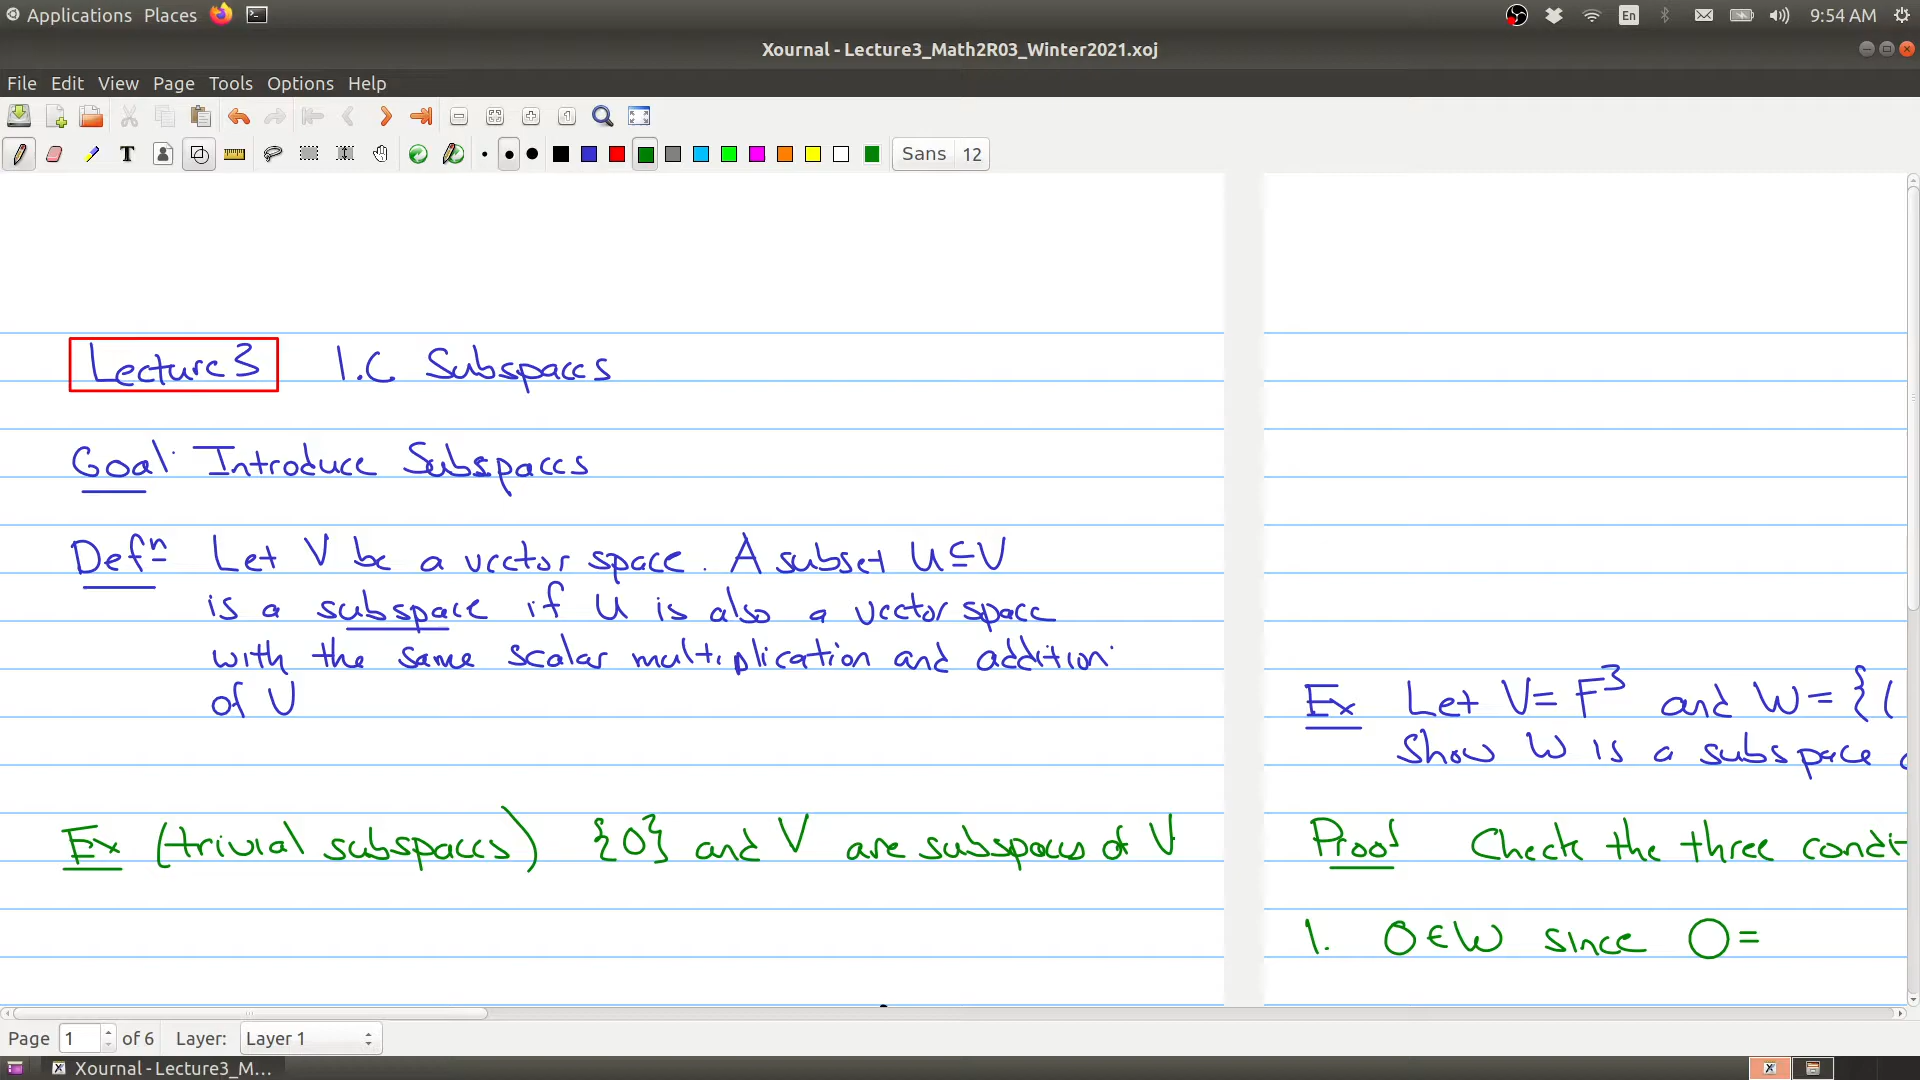 Applications Places
En 9:54 AM
Xournal - Lecture3_Math2R03_Winter2021.xoj
File Edit View Page Tools Options Help
T Sans 12
Lecture 3 1.C Subspaces
Goal: Introduce Subspaces
Defn Let V be a vector space. A subset U ⊆ V
is a subspace if U is also a vector space
with the same scalar multiplication and addition
of V
Ex (trivial subspaces) {0} and V are subspaces of V
Ex Let V = F³ and W = {(
Show W is a subspace
Proof Check the three condit
1. 0 ∈ W since 0 =
Page 1 of 6 Layer: Layer 1
Xournal - Lecture3_M...